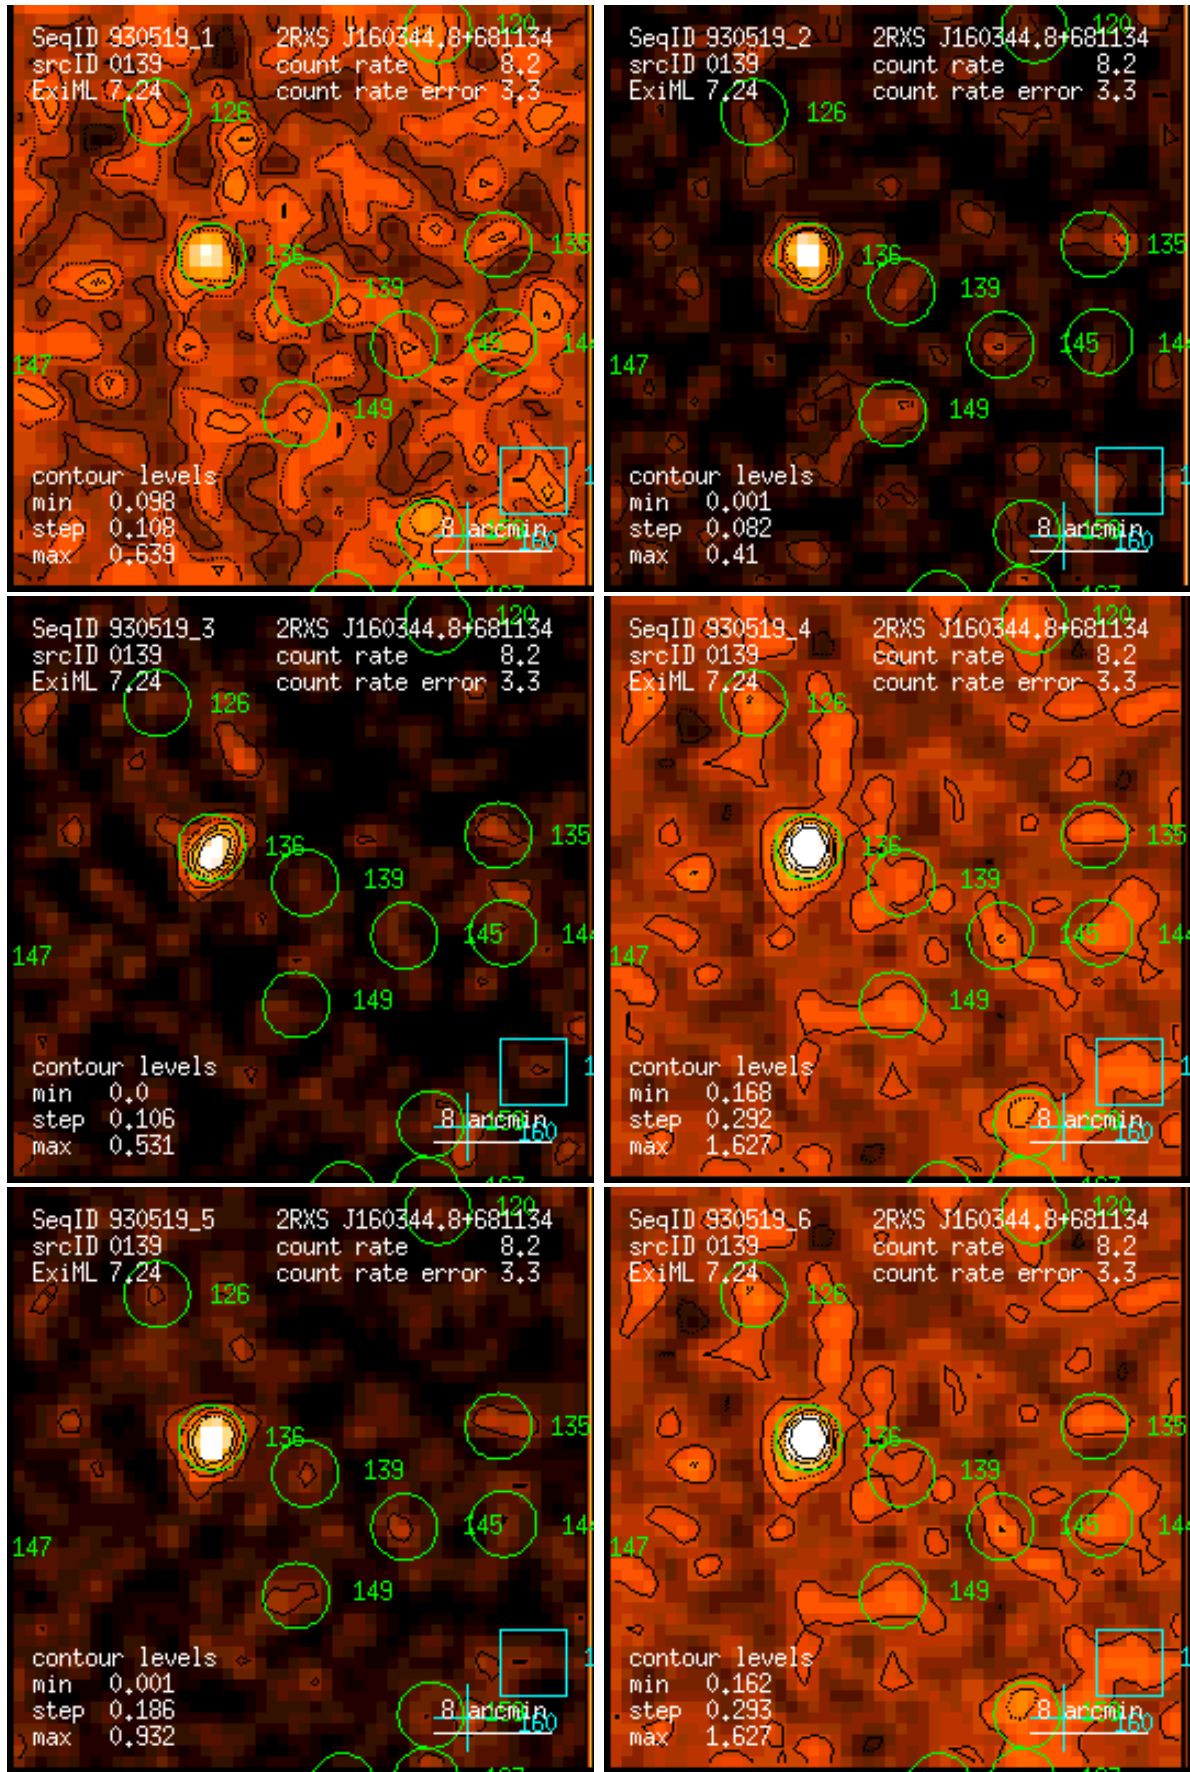 120
SeqID 930519_1 2RXS J160344.8+681134
srcID 0139 count rate 8.2
ExiML 7.24 count rate error 3.3
126
136
135
139
145
144
147
149
contour levels
min 0.098
step 0.108
max 0.639
8 arcmin
160
120
SeqID 930519_2 2RXS J160344.8+681134
srcID 0139 count rate 8.2
ExiML 7.24 count rate error 3.3
126
136
135
139
145
147
149
contour levels
min 0.001
step 0.082
max 0.41
8 arcmin
160
120
SeqID 930519_3 2RXS J160344.8+681134
srcID 0139 count rate 8.2
ExiML 7.24 count rate error 3.3
126
136
135
139
145
144
147
149
contour levels
min 0.0
step 0.106
max 0.531
8 arcmin
160
120
SeqID 930519_4 2RXS J160344.8+681134
srcID 0139 count rate 8.2
ExiML 7.24 count rate error 3.3
126
136
135
139
145
147
149
contour levels
min 0.168
step 0.292
max 1.627
8 arcmin
160
120
SeqID 930519_5 2RXS J160344.8+681134
srcID 0139 count rate 8.2
ExiML 7.24 count rate error 3.3
126
136
135
139
145
144
147
149
contour levels
min 0.001
step 0.186
max 0.932
8 arcmin
160
120
SeqID 930519_6 2RXS J160344.8+681134
srcID 0139 count rate 8.2
ExiML 7.24 count rate error 3.3
126
136
135
139
145
147
149
contour levels
min 0.162
step 0.293
max 1.627
8 arcmin
160